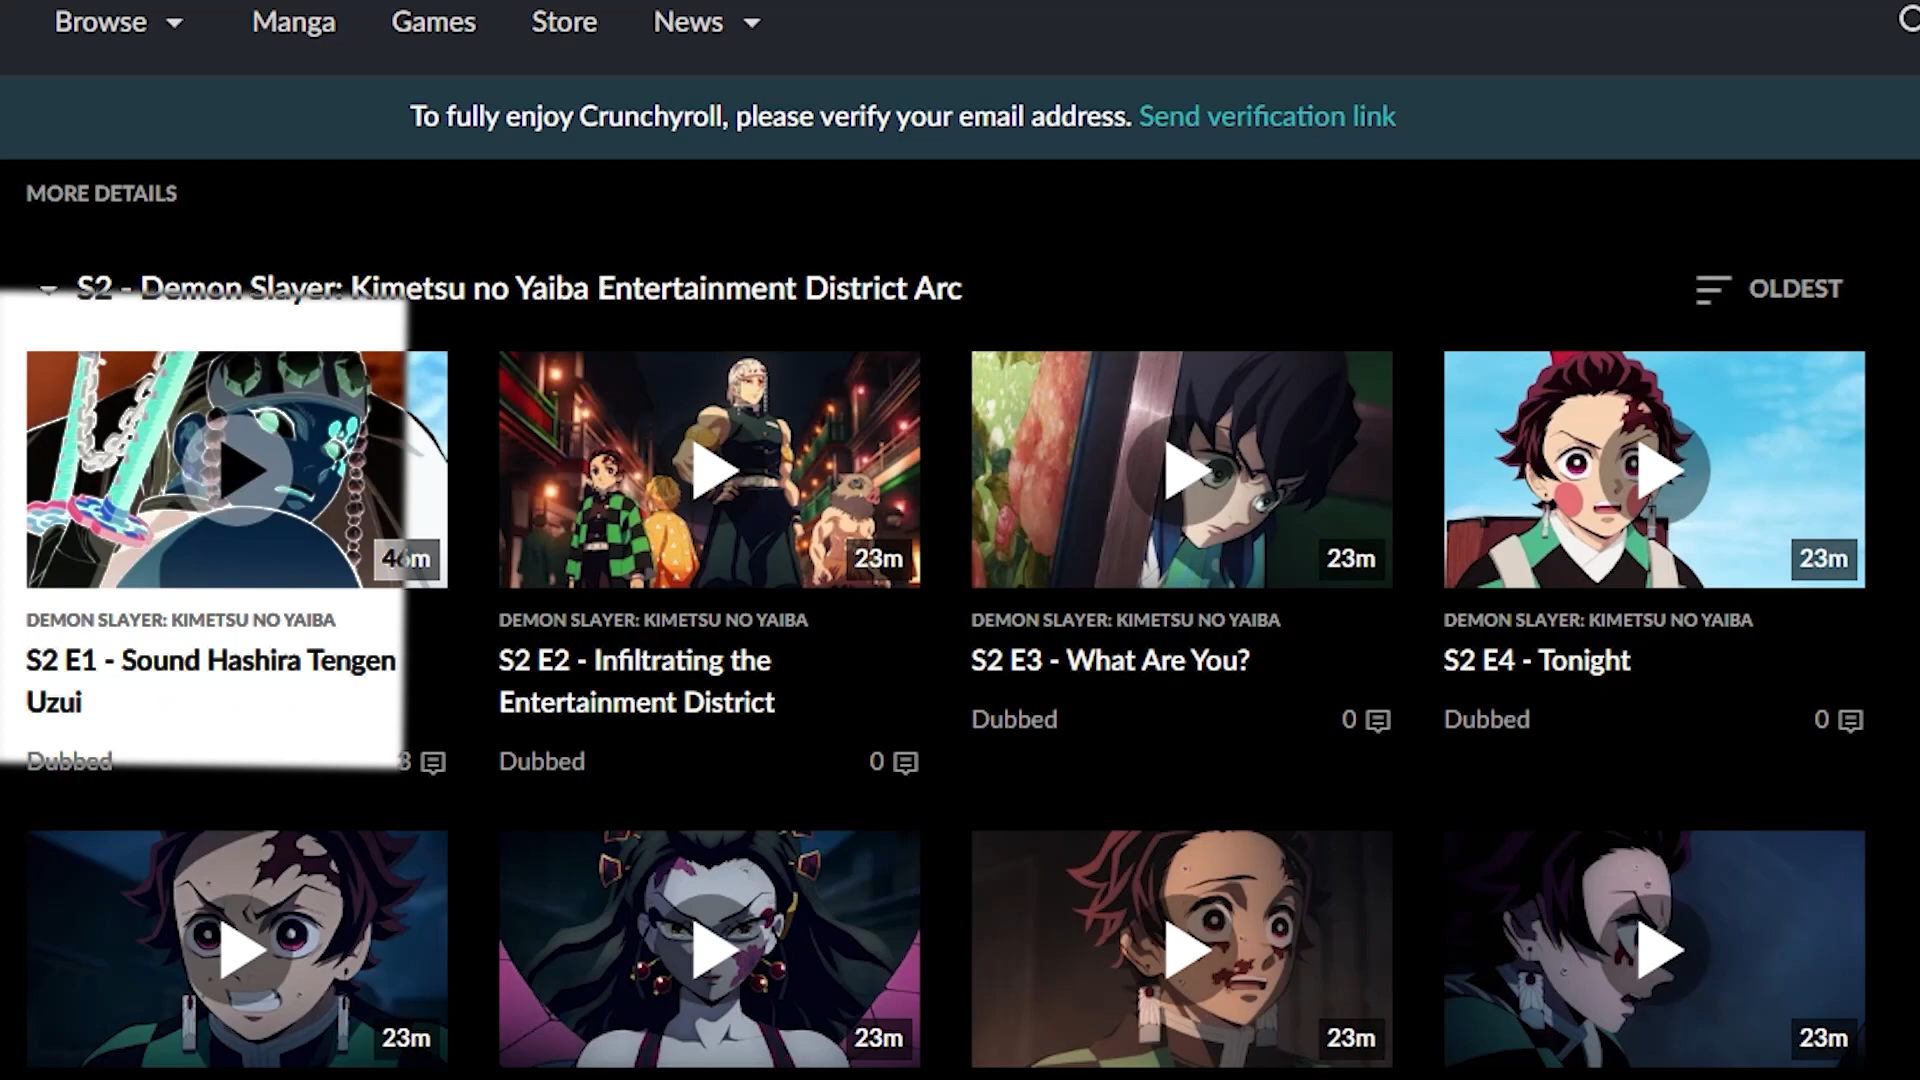 Browse Manga Games Store News
To fully enjoy Crunchyroll, please verify your email address. Send verification link
MORE DETAILS
S2 - Demon Slayer: Kimetsu no Yaiba Entertainment District Arc
OLDEST
46m
23m
23m
23m
DEMON SLAYER: KIMETSU NO YAIBA
S2 E1 - Sound Hashira Tengen
Uzui
Dubbed 3
DEMON SLAYER: KIMETSU NO YAIBA
S2 E2 - Infiltrating the
Entertainment District
Dubbed 0
DEMON SLAYER: KIMETSU NO YAIBA
S2 E3 - What Are You?
Dubbed 0
DEMON SLAYER: KIMETSU NO YAIBA
S2 E4 - Tonight
Dubbed 0
23m
23m
23m
23m